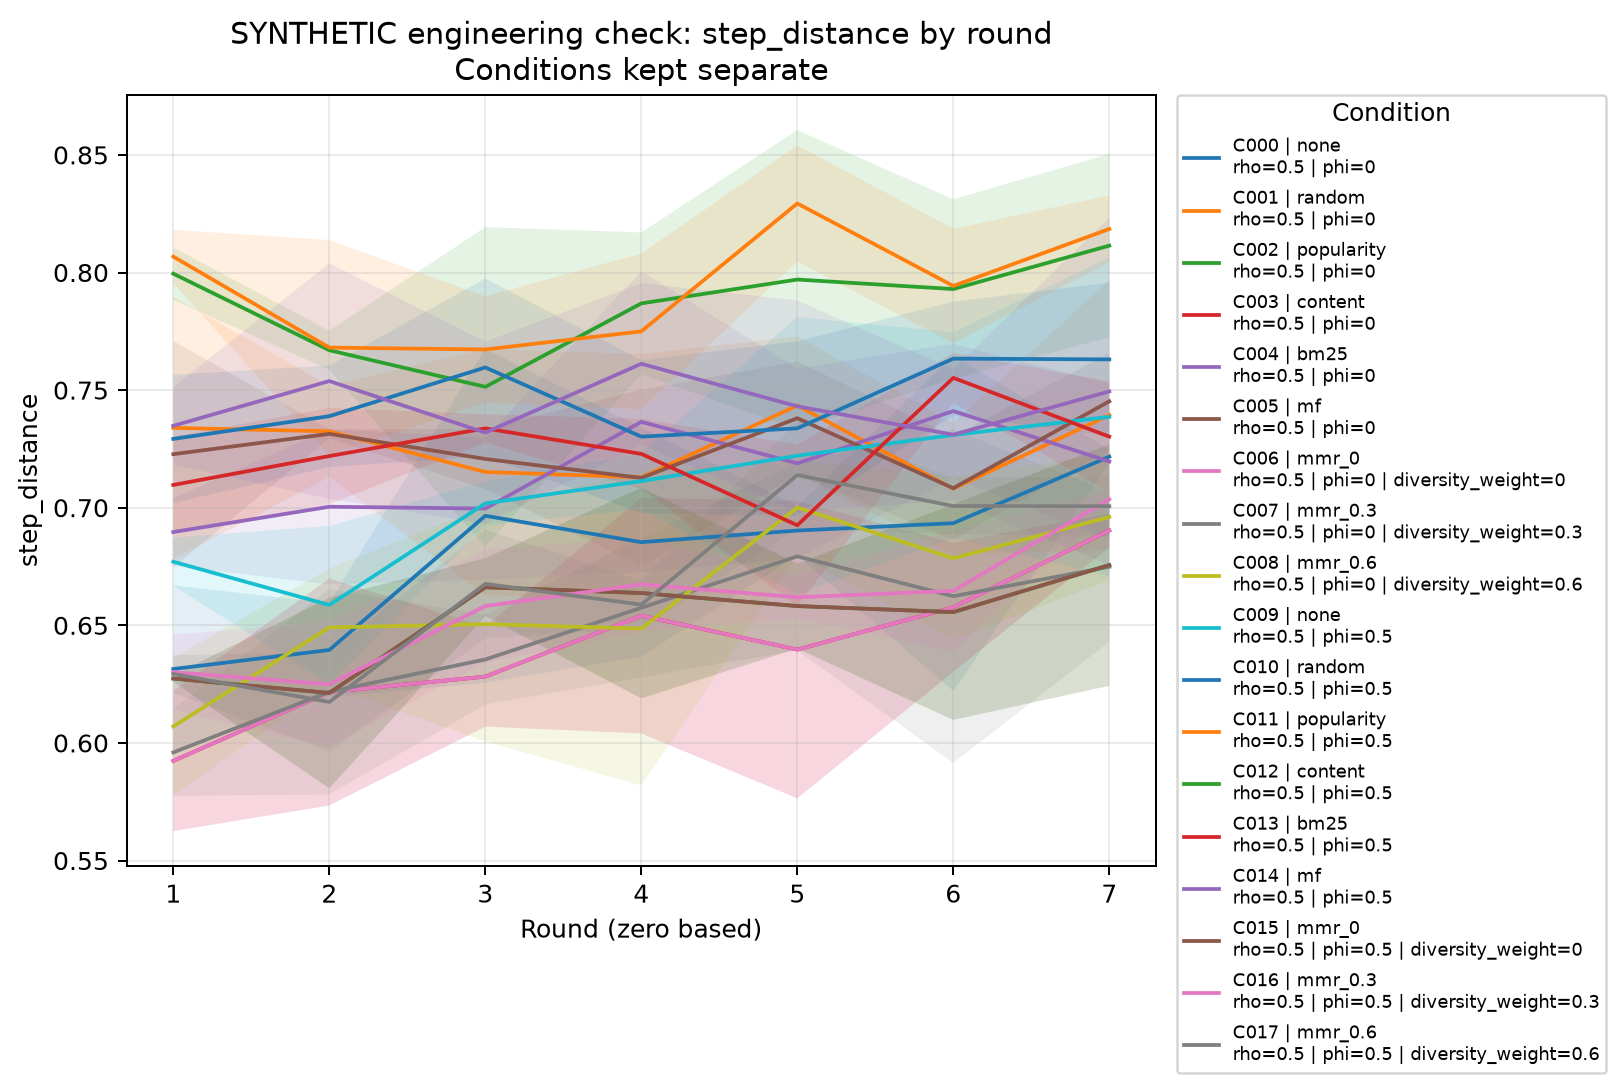 SYNTHETIC engineering check: step_distance by round
Conditions kept separate
step_distance
0.85
0.80
0.75
0.70
0.65
0.60
0.55
1 2 3 4 5 6 7
Round (zero based)
Condition
C000 | none
rho=0.5 | phi=0
C001 | random
rho=0.5 | phi=0
C002 | popularity
rho=0.5 | phi=0
C003 | content
rho=0.5 | phi=0
C004 | bm25
rho=0.5 | phi=0
C005 | mf
rho=0.5 | phi=0
C006 | mmr_0
rho=0.5 | phi=0 | diversity_weight=0
C007 | mmr_0.3
rho=0.5 | phi=0 | diversity_weight=0.3
C008 | mmr_0.6
rho=0.5 | phi=0 | diversity_weight=0.6
C009 | none
rho=0.5 | phi=0.5
C010 | random
rho=0.5 | phi=0.5
C011 | popularity
rho=0.5 | phi=0.5
C012 | content
rho=0.5 | phi=0.5
C013 | bm25
rho=0.5 | phi=0.5
C014 | mf
rho=0.5 | phi=0.5
C015 | mmr_0
rho=0.5 | phi=0.5 | diversity_weight=0
C016 | mmr_0.3
rho=0.5 | phi=0.5 | diversity_weight=0.3
C017 | mmr_0.6
rho=0.5 | phi=0.5 | diversity_weight=0.6